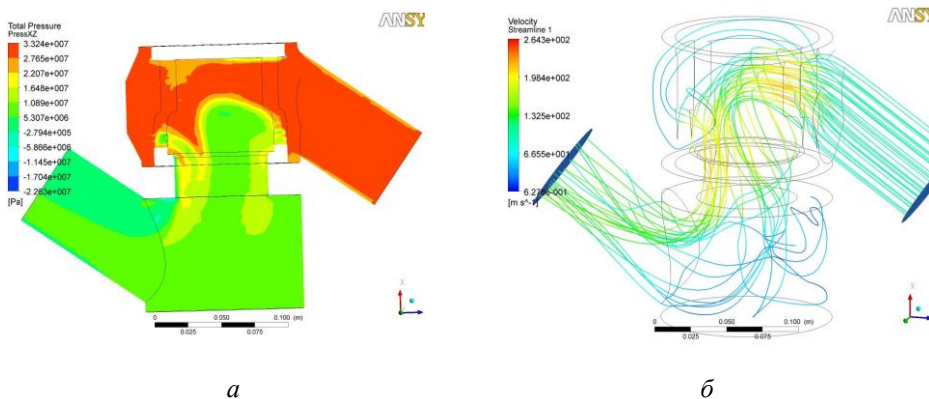 Total Pressure
PressXZ
3.324e+007
2.765e+007
2.207e+007
1.648e+007
1.089e+007
5.307e+006
-2.794e+005
-5.866e+006
-1.145e+007
-1.704e+007
-2.263e+007
[Pa]
ANSY
0 0.050 0.100 (m)
0.025 0.075
X
Velocity
Streamline 1
2.643e+002
1.984e+002
1.325e+002
6.655e+001
[m s^-1]
ANSY
0 0.050 0.100 (m)
0.025 0.075
X
а
б